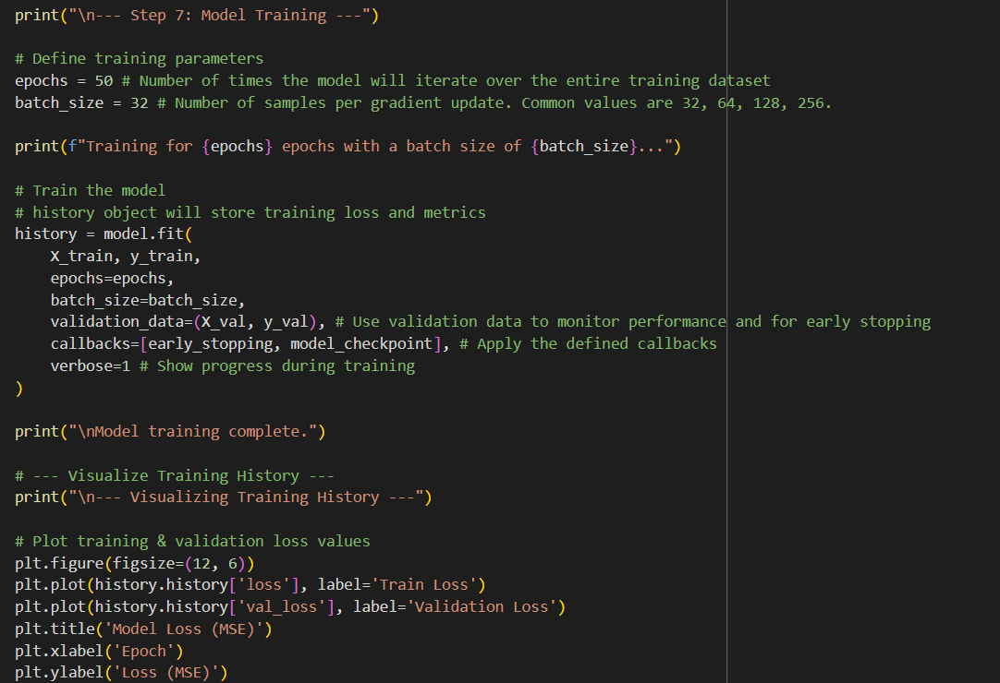 print("\n--- Step 7: Model Training ---")
# Define training parameters
epochs = 50 # Number of times the model will iterate over the entire training dataset
batch_size = 32 # Number of samples per gradient update. Common values are 32, 64, 128, 256.
print(f"Training for {epochs} epochs with a batch size of {batch_size}...")
# Train the model
# history object will store training loss and metrics
history = model.fit(
    X_train, y_train,
    epochs=epochs,
    batch_size=batch_size,
    validation_data=(X_val, y_val), # Use validation data to monitor performance and for early stopping
    callbacks=[early_stopping, model_checkpoint], # Apply the defined callbacks
    verbose=1 # Show progress during training
)
print("\nModel training complete.")
# --- Visualize Training History ---
print("\n--- Visualizing Training History ---")
# Plot training & validation loss values
plt.figure(figsize=(12, 6))
plt.plot(history.history['loss'], label='Train Loss')
plt.plot(history.history['val_loss'], label='Validation Loss')
plt.title('Model Loss (MSE)')
plt.xlabel('Epoch')
plt.ylabel('Loss (MSE)')